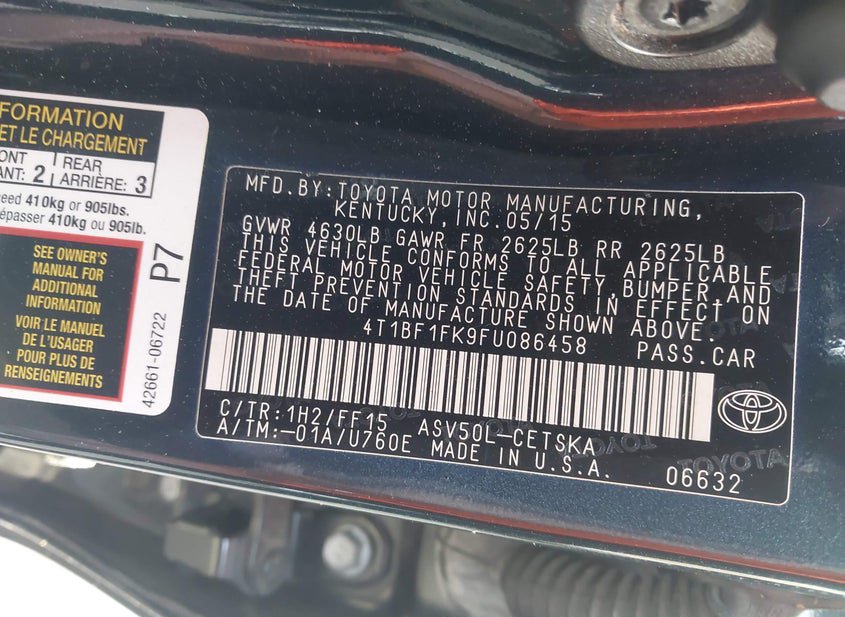 FORMATION
ET LE CHARGEMENT
ONT
ANT: 2
REAR
ARRIÈRE: 3
eed 410kg or 905lbs.
épasser 410kg ou 905lb.
SEE OWNER'S
MANUAL FOR
ADDITIONAL
INFORMATION
VOIR LE MANUEL
DE L'USAGER
POUR PLUS DE
RENSEIGNEMENTS
P7
42661-06722
MFD.BY:TOYOTA MOTOR MANUFACTURING,
KENTUCKY,INC.05/15
GVWR 4630LB GAWR FR 2625LB RR 2625LB
THIS VEHICLE CONFORMS TO ALL APPLICABLE
FEDERAL MOTOR VEHICLE SAFETY,BUMPER,AND
THEFT PREVENTION STANDARDS IN EFFECT ON
THE DATE OF MANUFACTURE SHOWN ABOVE.
4T1BF1FK9FU086458 PASS.CAR
C/TR:1H2/FF15 ASV50L-CETSKA
A/TM:-01A/U760E MADE IN U.S.A.
06632
TOYOTA
TOYOTA